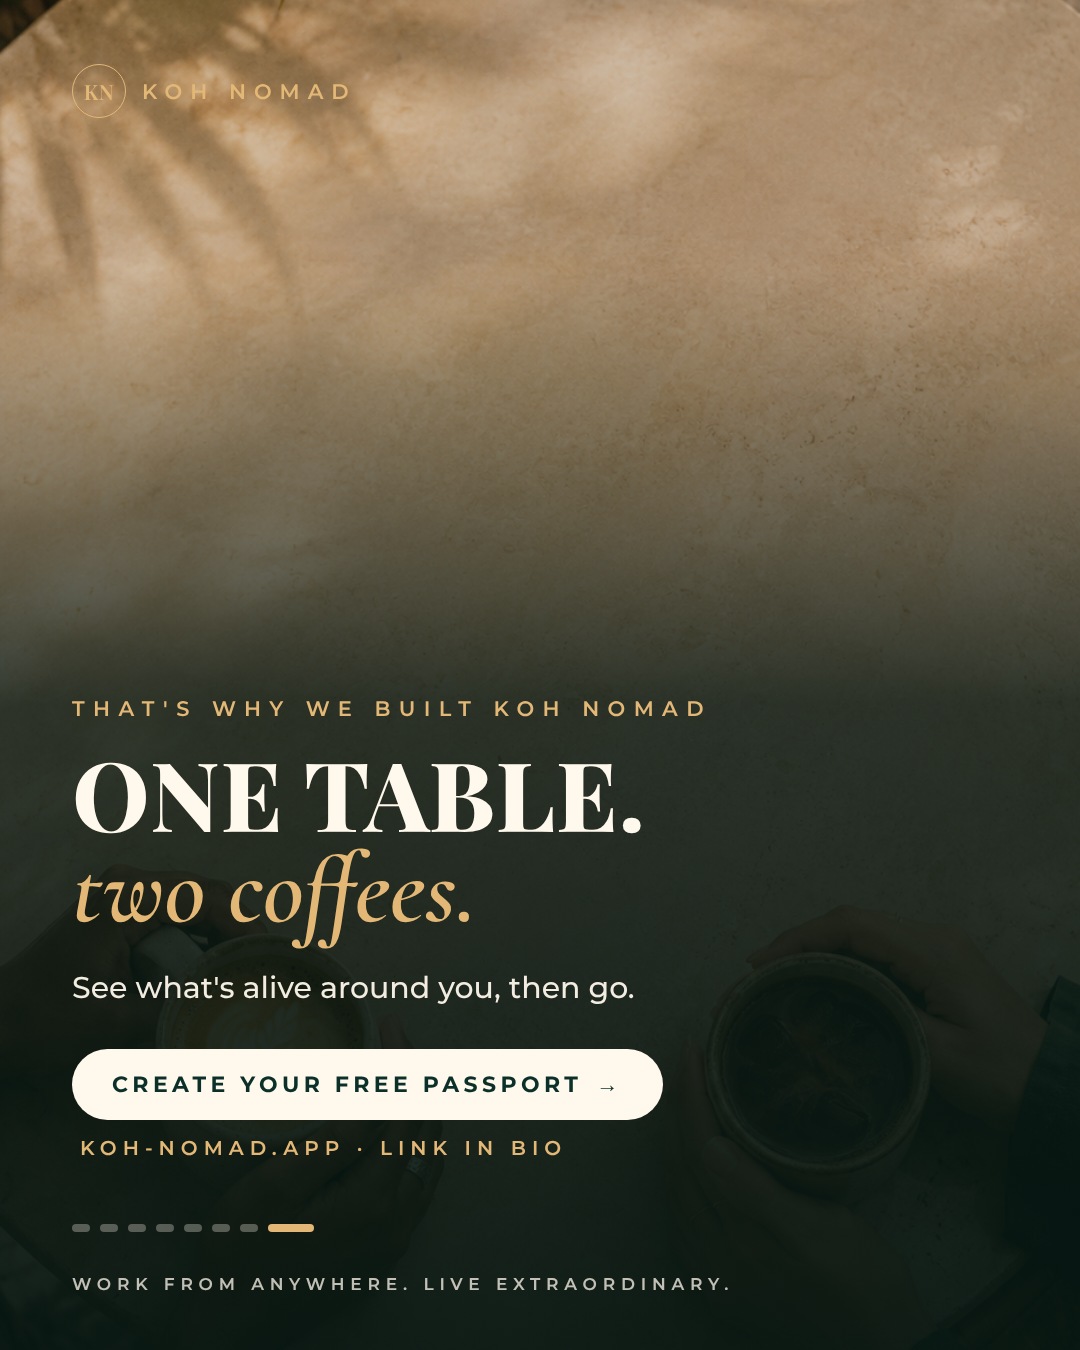 KN KOH NOMAD
THAT'S WHY WE BUILT KOH NOMAD
ONE TABLE.
two coffees.
See what's alive around you, then go.
CREATE YOUR FREE PASSPORT →
KOH-NOMAD.APP · LINK IN BIO
WORK FROM ANYWHERE. LIVE EXTRAORDINARY.